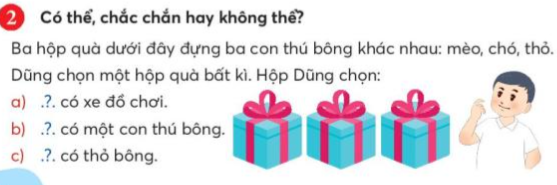 2 Có thể, chắc chắn hay không thể?
Ba hộp quà dưới đây đựng ba con thú bông khác nhau: mèo, chó, thỏ.
Dũng chọn một hộp quà bất kì. Hộp Dũng chọn:
a) .?. có xe đồ chơi.
b) .?. có một con thú bông.
c) .?. có thỏ bông.